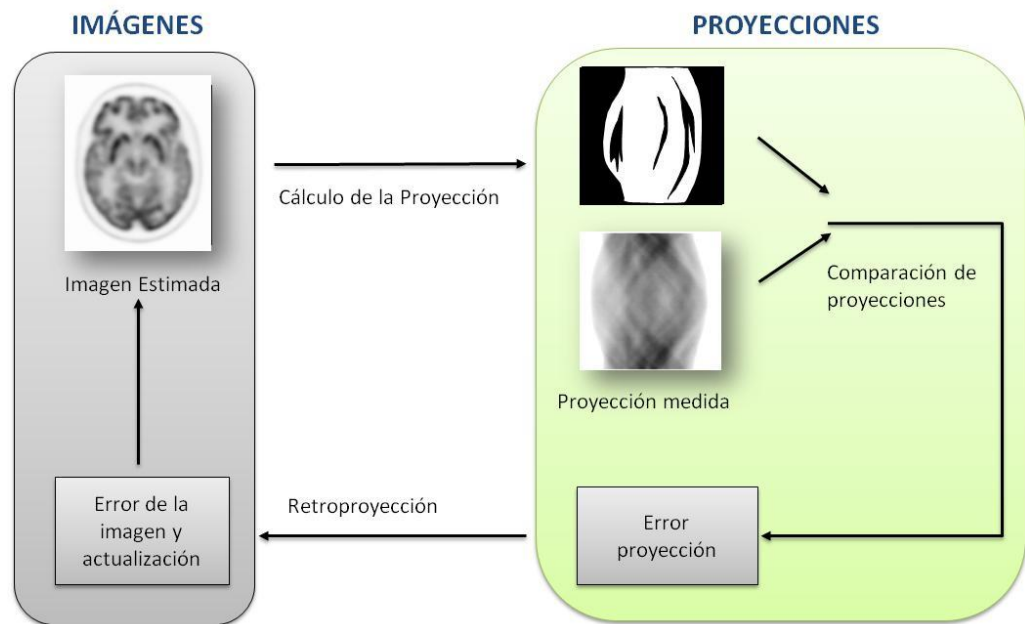 IMÁGENES
PROYECCIONES
Cálculo de la Proyección
Imagen Estimada
Comparación de
proyecciones
Proyección medida
Error de la
imagen y
actualización
Retroproyección
Error
proyección